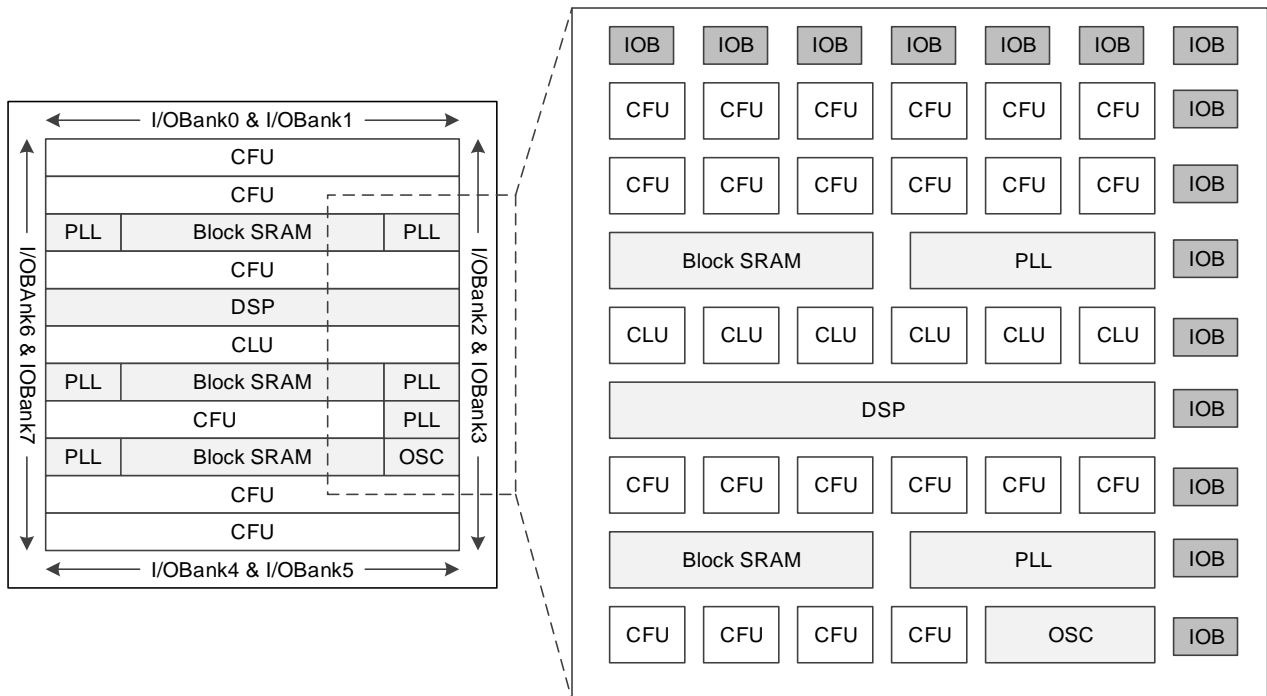 I/OBank0 & I/OBank1
CFU
CFU
PLL Block SRAM PLL
CFU
DSP
CLU
PLL Block SRAM PLL
CFU PLL
PLL Block SRAM OSC
CFU
CFU
I/OBank4 & I/OBank5
I/OBAnk6 & IOBank7
I/OBank2 & IOBank3
IOB IOB IOB IOB IOB IOB IOB
CFU CFU CFU CFU CFU CFU IOB
CFU CFU CFU CFU CFU CFU IOB
Block SRAM PLL IOB
CLU CLU CLU CLU CLU CLU IOB
DSP IOB
CFU CFU CFU CFU CFU CFU IOB
Block SRAM PLL IOB
CFU CFU CFU CFU OSC IOB